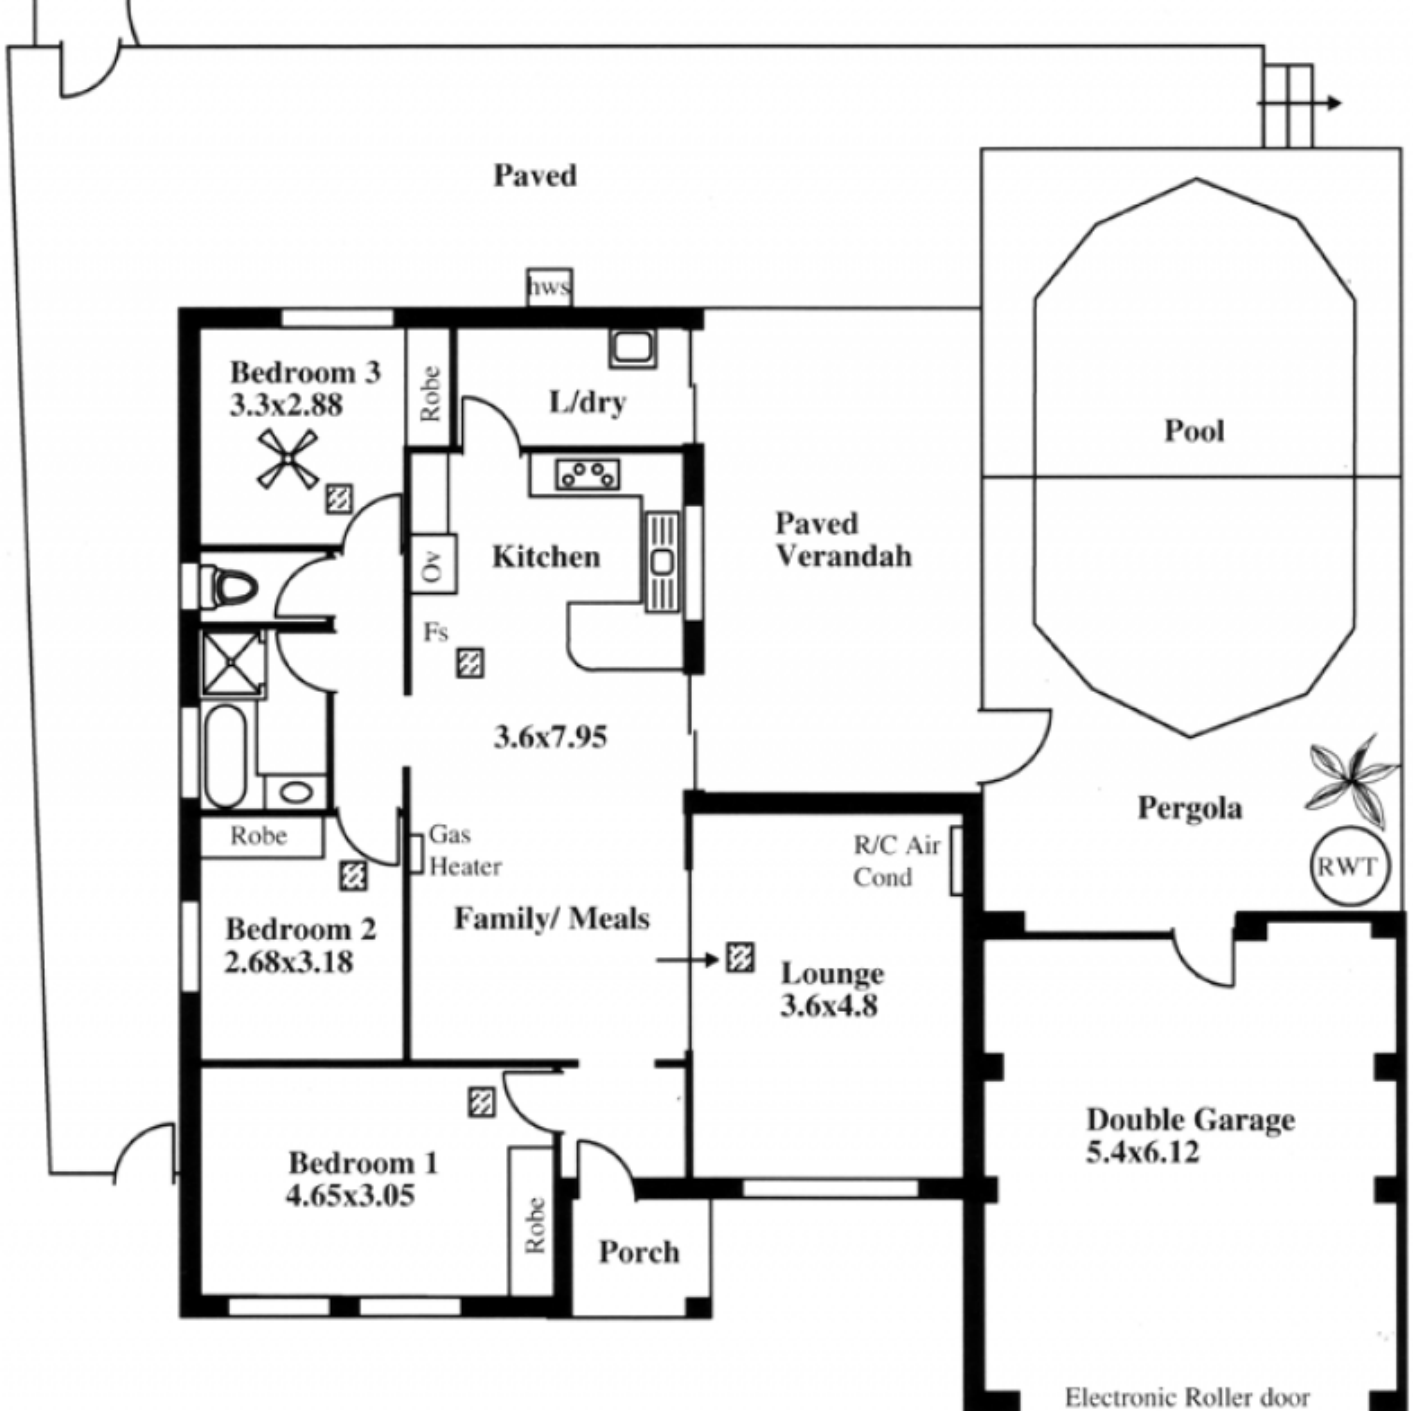 Paved
hws
Bedroom 3
3.3x2.88
Robe
L/dry
Pool
Paved
Verandah
Kitchen
Ov
Fs
3.6x7.95
Pergola
Robe
Gas
Heater
R/C Air
Cond
RWT
Bedroom 2
2.68x3.18
Family/ Meals
Lounge
3.6x4.8
Double Garage
5.4x6.12
Bedroom 1
4.65x3.05
Robe
Porch
Electronic Roller door